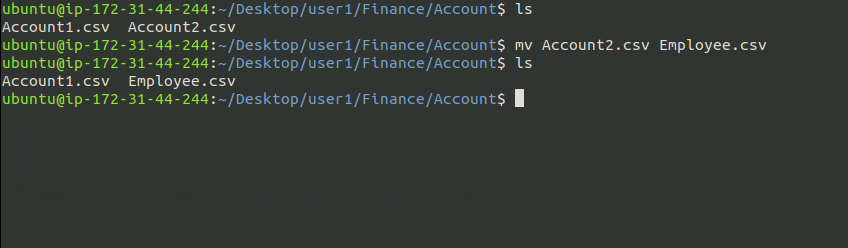 ubuntu@ip-172-31-44-244:~/Desktop/user1/Finance/Account$ ls
Account1.csv  Account2.csv
ubuntu@ip-172-31-44-244:~/Desktop/user1/Finance/Account$ mv Account2.csv Employee.csv
ubuntu@ip-172-31-44-244:~/Desktop/user1/Finance/Account$ ls
Account1.csv  Employee.csv
ubuntu@ip-172-31-44-244:~/Desktop/user1/Finance/Account$